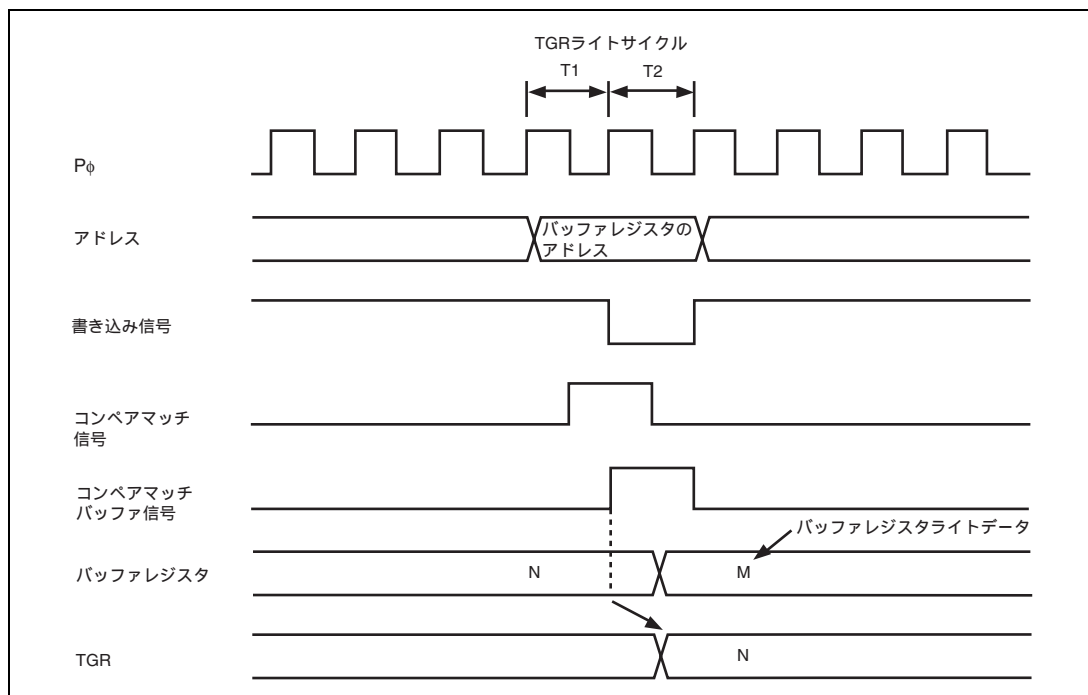 TGRライトサイクル
T1
T2
Pφ
アドレス
バッファレジスタの
アドレス
書き込み信号
コンペアマッチ
信号
コンペアマッチ
バッファ信号
バッファレジスタライトデータ
バッファレジスタ
N
M
TGR
N